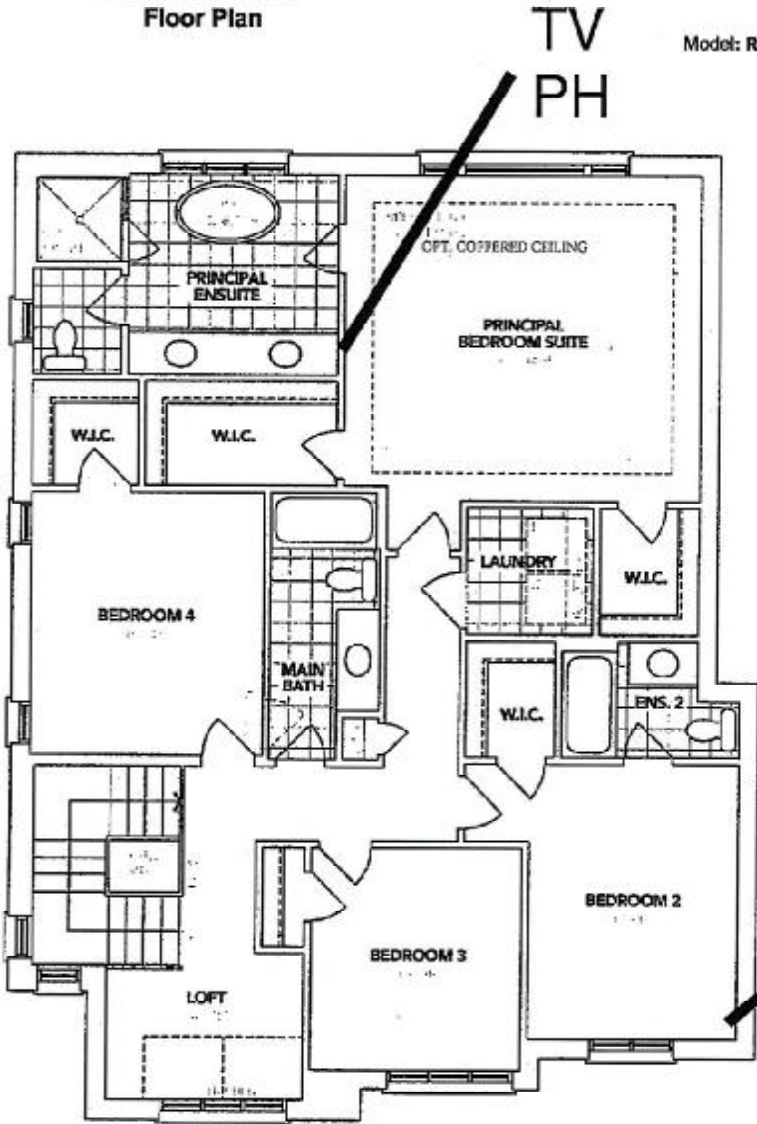 Floor Plan
TV
PH
Model: R
OPT. COFFERED CEILING
PRINCIPAL
ENSUITE
PRINCIPAL
BEDROOM SUITE
W.I.C.
W.I.C.
LAUNDRY
W.I.C.
BEDROOM 4
MAIN
BATH
W.I.C.
ENS. 2
BEDROOM 2
BEDROOM 3
LOFT